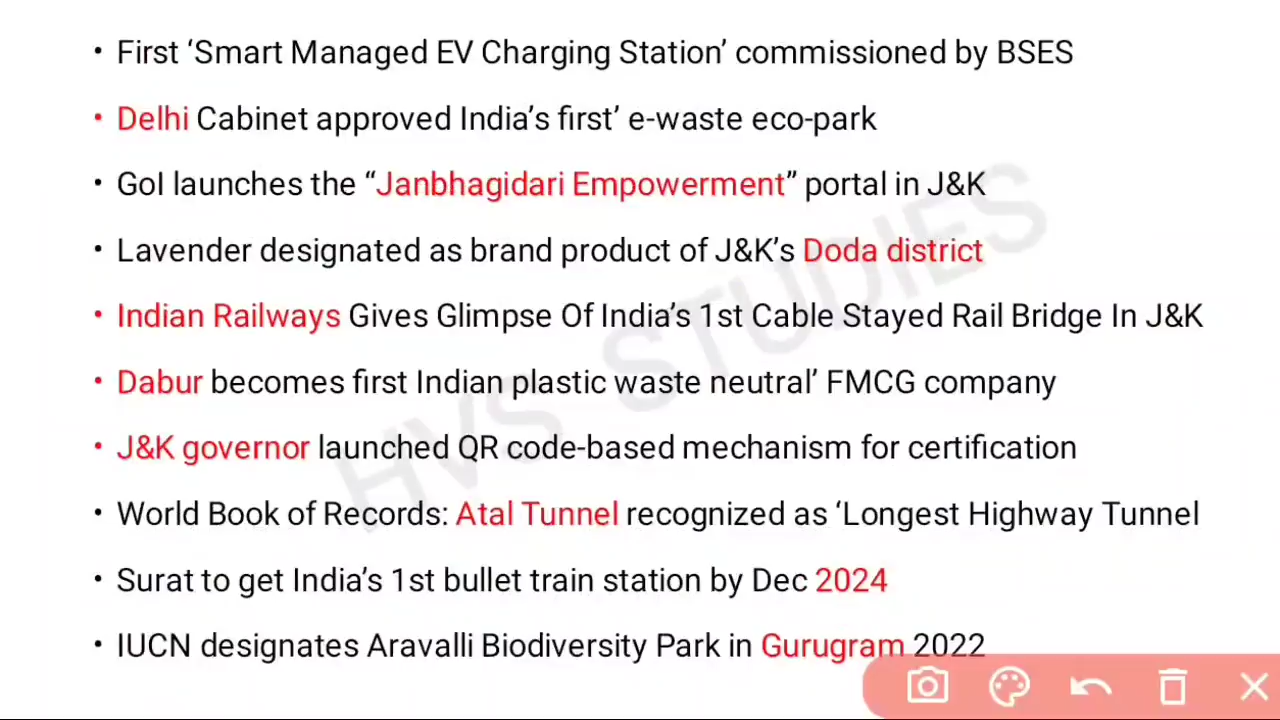 • First ‘Smart Managed EV Charging Station’ commissioned by BSES
• Delhi Cabinet approved India’s first’ e-waste eco-park
• GoI launches the “Janbhagidari Empowerment” portal in J&K
• Lavender designated as brand product of J&K’s Doda district
• Indian Railways Gives Glimpse Of India’s 1st Cable Stayed Rail Bridge In J&K
• Dabur becomes first Indian plastic waste neutral’ FMCG company
• J&K governor launched QR code-based mechanism for certification
• World Book of Records: Atal Tunnel recognized as ‘Longest Highway Tunnel
• Surat to get India’s 1st bullet train station by Dec 2024
• IUCN designates Aravalli Biodiversity Park in Gurugram 2022
HVS STUDIES